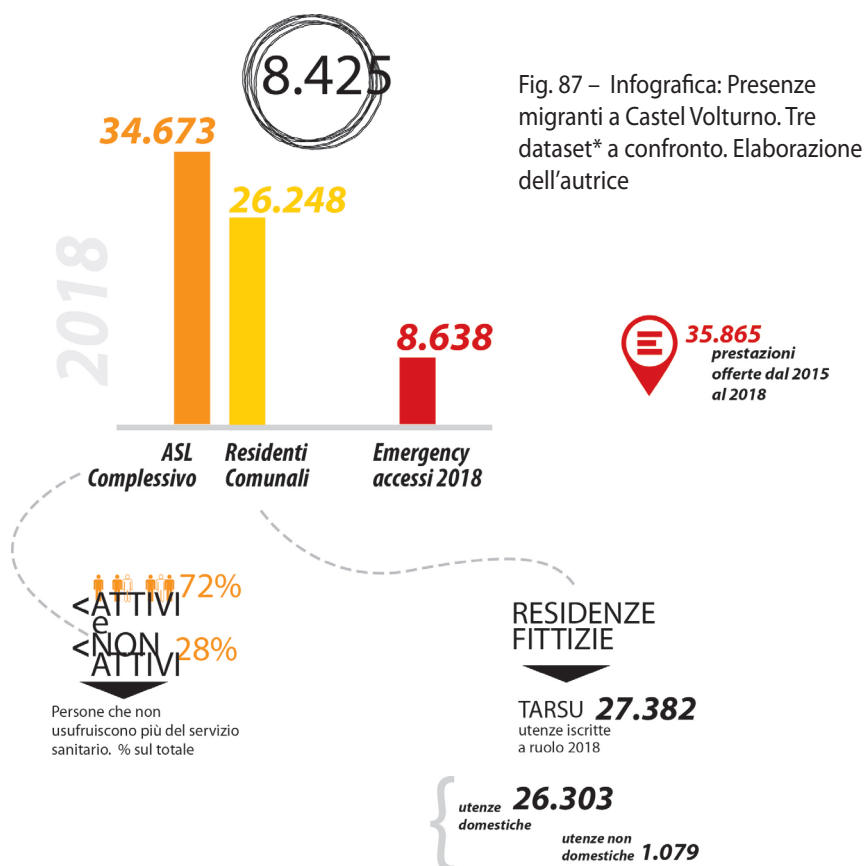 8.425
Fig. 87 – Infografica: Presenze
migranti a Castel Volturno. Tre
dataset* a confronto. Elaborazione
dell'autrice
34.673
26.248
2018
8.638
35.865
prestazioni
offerte dal 2015
al 2018
ASL
Complessivo
Residenti
Comunali
Emergency
accessi 2018
72%
<ATTIVI
e
<NON
ATTIVI
28%
Persone che non
usufruiscono più del servizio
sanitario. % sul totale
RESIDENZE
FITTIZIE
TARSU 27.382
utenze iscritte
a ruolo 2018
{
utenze 26.303
domestiche
utenze non
domestiche 1.079